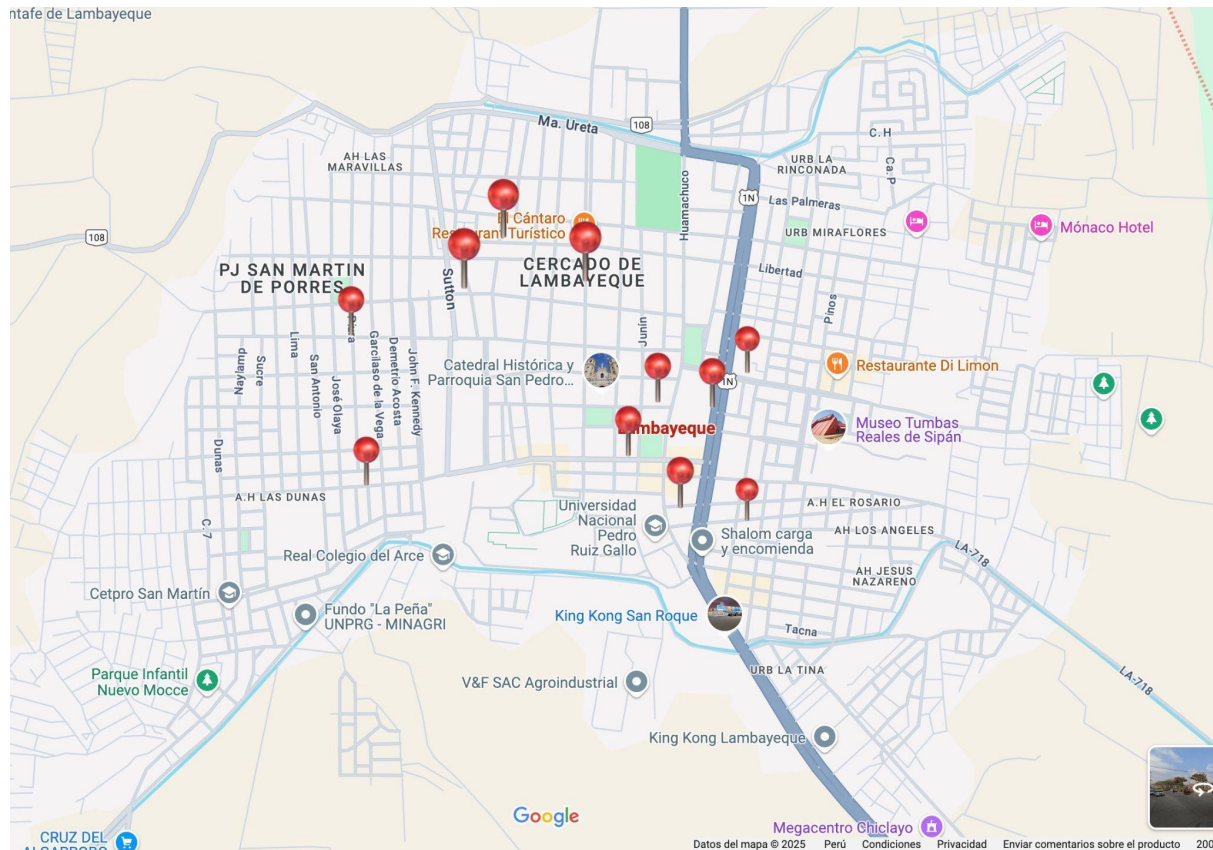 ntafe de Lambayeque
Ma. Ureta
108
C.H
Ca. P
AH LAS
MARAVILLAS
URB LA
RINCONADA
Huamachuco
1N
Las Palmeras
El Cántaro
Restaurant Turístico
URB MIRAFLORES
Mónaco Hotel
108
PJ SAN MARTIN
DE PORRES
Sutton
CERCADO DE
LAMBAYEQUE
Libertad
Pinos
Junín
Nayland
Sucre
Lima
San Antonio
José Olaya
Garcilaso de la Vega
Demetrio Acosta
John F. Kennedy
Catedral Histórica y
Parroquia San Pedro...
1N
Restaurante Di Limon
Museo Tumbas
Reales de Sipán
Dunas
A.H LAS DUNAS
C. 7
Universidad
Nacional
Pedro
Ruiz Gallo
A.H EL ROSARIO
AH LOS ANGELES
Shalom carga
y encomienda
LA-718
AH JESUS
NAZARENO
Real Colegio del Arce
Cetpro San Martín
Fundo "La Peña"
UNPRG - MINAGRI
King Kong San Roque
Tacna
URB LA TINA
LA-718
Parque Infantil
Nuevo Mocce
V&F SAC Agroindustrial
King Kong Lambayeque
Google
Megacentro Chiclayo
CRUZ DEL
Datos del mapa © 2025 Perú Condiciones Privacidad Enviar comentarios sobre el producto 200